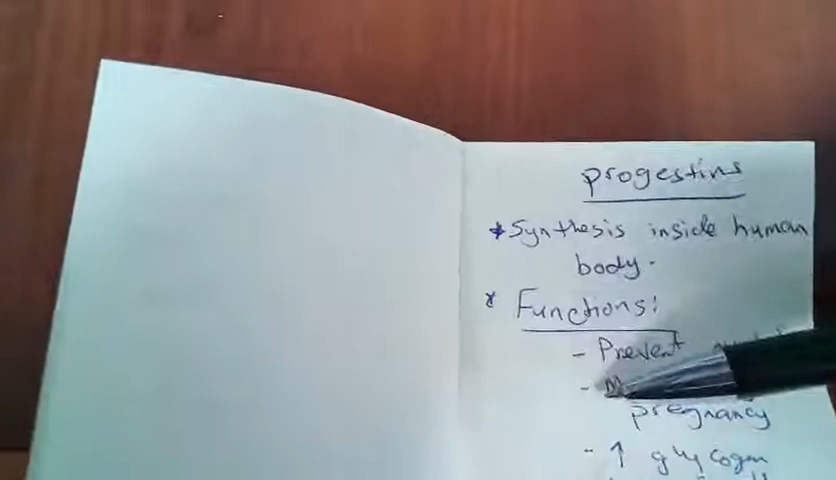 progestins
* Synthesis inside human
body.
* Functions:
- Prevent
-
pregnancy
- ↑ glycogen